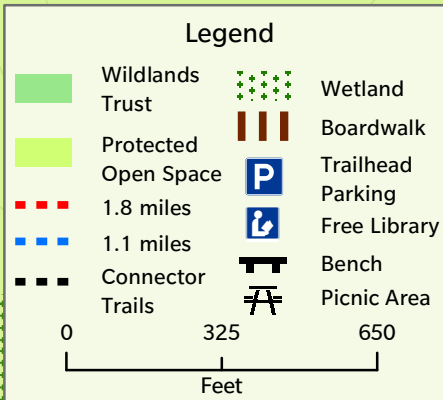 Legend
Wildlands
Trust
Protected
Open Space
1.8 miles
1.1 miles
Connector
Trails
Wetland
Boardwalk
P
Trailhead
Parking
Free Library
Bench
Picnic Area
0 325 650
Feet